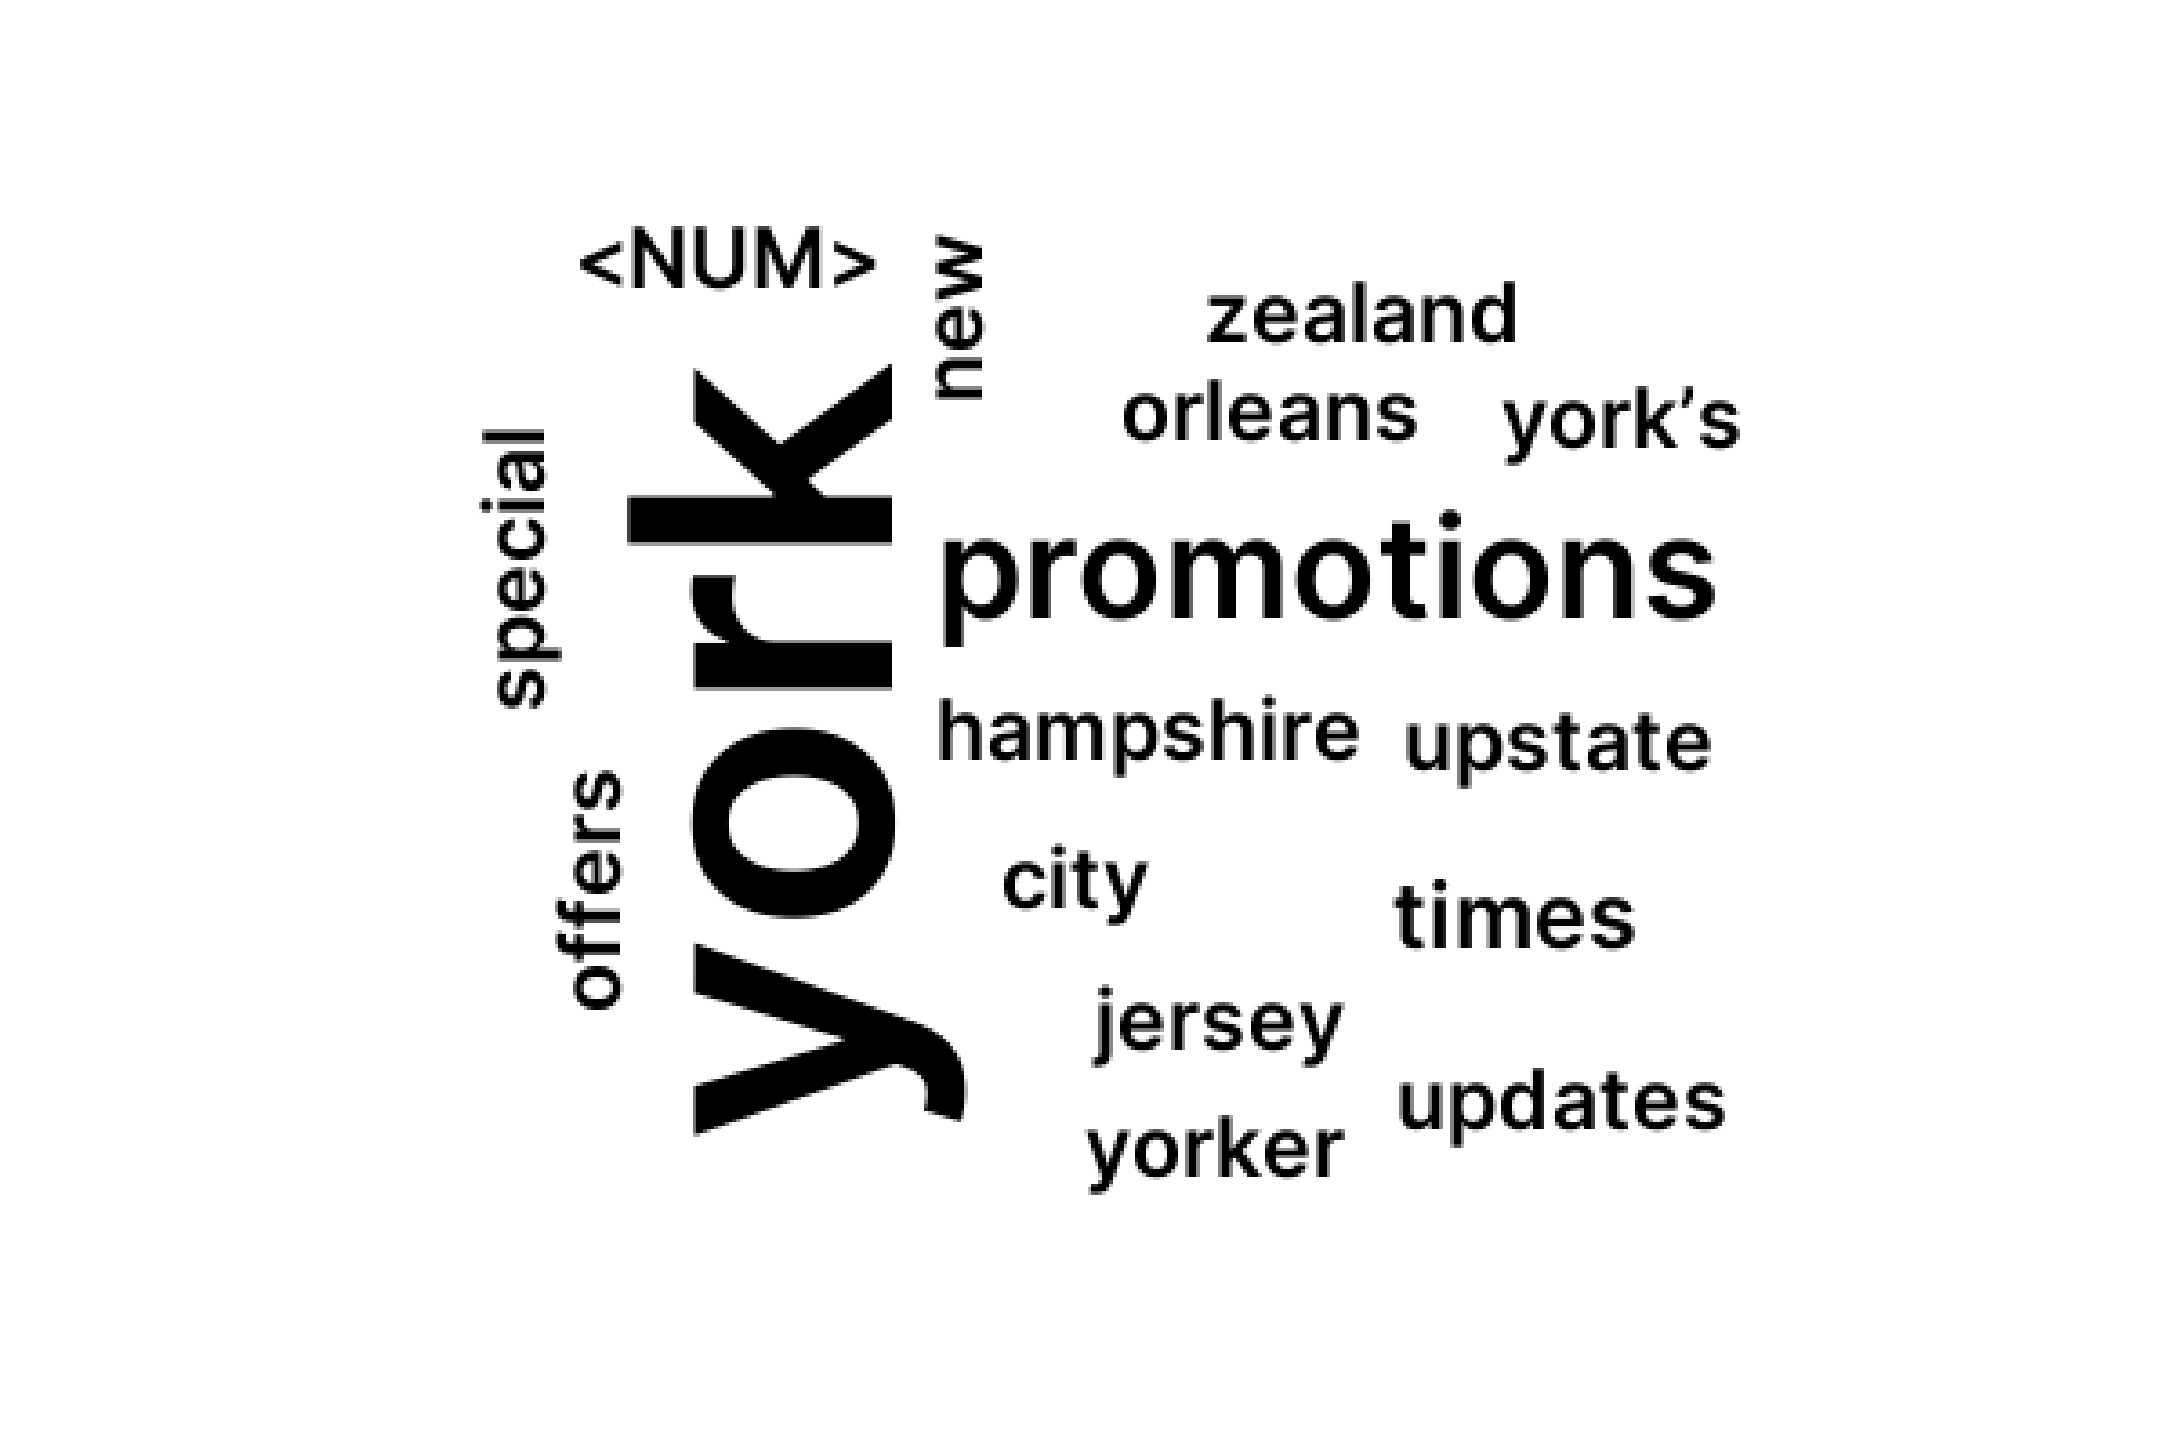 <NUM>
new
zealand
orleans
york’s
special
york
promotions
hampshire
upstate
offers
city
times
jersey
updates
yorker